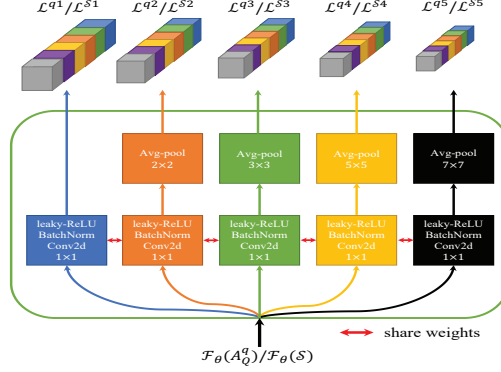 ℒ^{q1}/ℒ^{𝒮1} ℒ^{q2}/ℒ^{𝒮2} ℒ^{q3}/ℒ^{𝒮3} ℒ^{q4}/ℒ^{𝒮4} ℒ^{q5}/ℒ^{𝒮5}
Avg-pool
2×2
Avg-pool
3×3
Avg-pool
5×5
Avg-pool
7×7
leaky-ReLU
BatchNorm
Conv2d
1×1
leaky-ReLU
BatchNorm
Conv2d
1×1
leaky-ReLU
BatchNorm
Conv2d
1×1
leaky-ReLU
BatchNorm
Conv2d
1×1
leaky-ReLU
BatchNorm
Conv2d
1×1
share weights
ℱ_θ(A_Q^q)/ℱ_θ(𝒮)